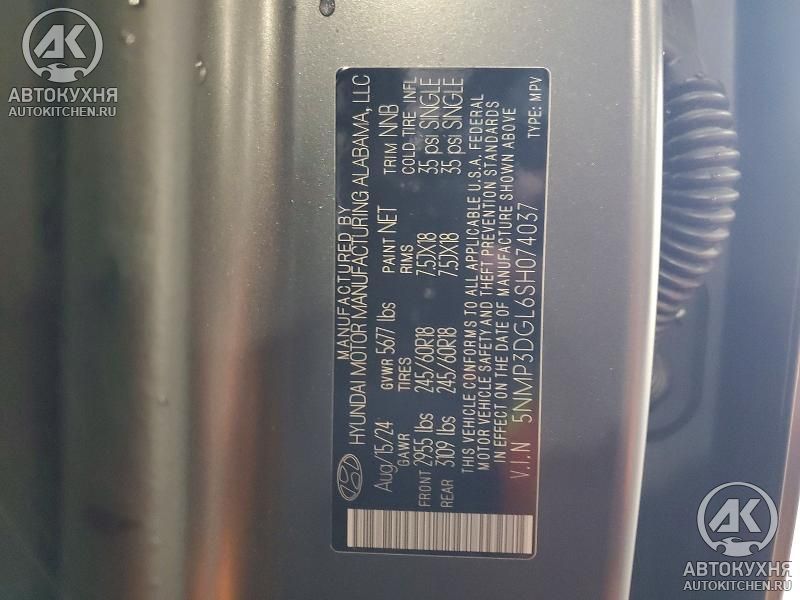 AK
АВТОКУХНЯ
AUTOKITCHEN.RU
MANUFACTURED BY
HYUNDAI MOTOR MANUFACTURING ALABAMA, LLC
Aug/15/24 GVWR 5677 lbs PAINT NET TRIM NNB
GAWR TIRES RIMS COLD TIRE INFL
FRONT 2955 lbs 245/60R18 7.5JX18 35 psi SINGLE
REAR 3109 lbs 245/60R18 7.5JX18 35 psi SINGLE
THIS VEHICLE CONFORMS TO ALL APPLICABLE U.S.A. FEDERAL
MOTOR VEHICLE SAFETY AND THEFT PREVENTION STANDARDS
IN EFFECT ON THE DATE OF MANUFACTURE SHOWN ABOVE
V.I.N 5NMP3DGL6SH074037 TYPE: MPV
AK
АВТОКУХНЯ
AUTOKITCHEN.RU